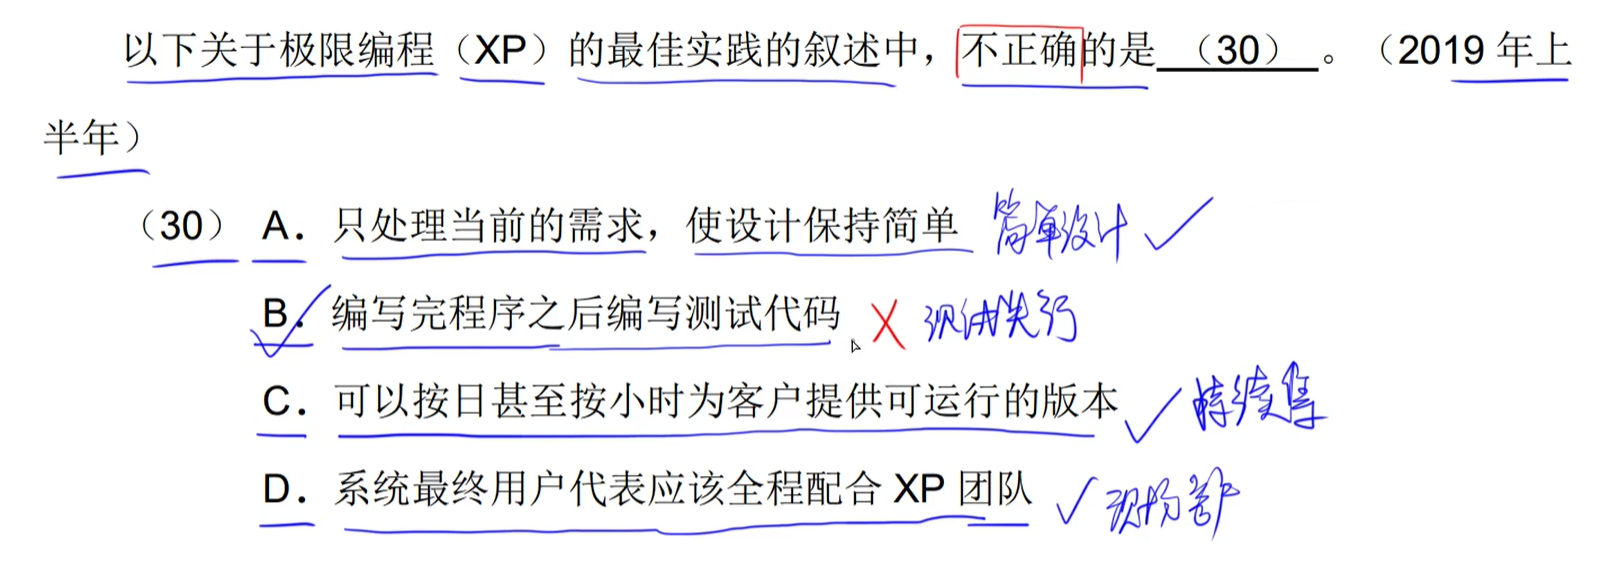 以下关于极限编程（XP）的最佳实践的叙述中，不正确的是 （30） 。（2019 年上
半年）
（30） A. 只处理当前的需求，使设计保持简单 简单设计 ✓
B. 编写完程序之后编写测试代码 ✗ 先行
C. 可以按日甚至按小时为客户提供可运行的版本 ✓ 持续集
D. 系统最终用户代表应该全程配合 XP 团队 ✓ 现场客户